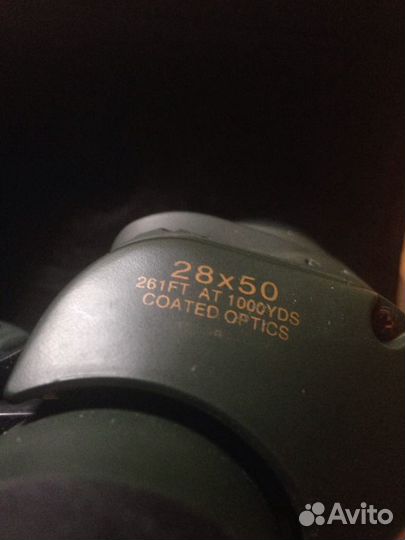 28x50
261FT AT 1000YDS
COATED OPTICS
Avito